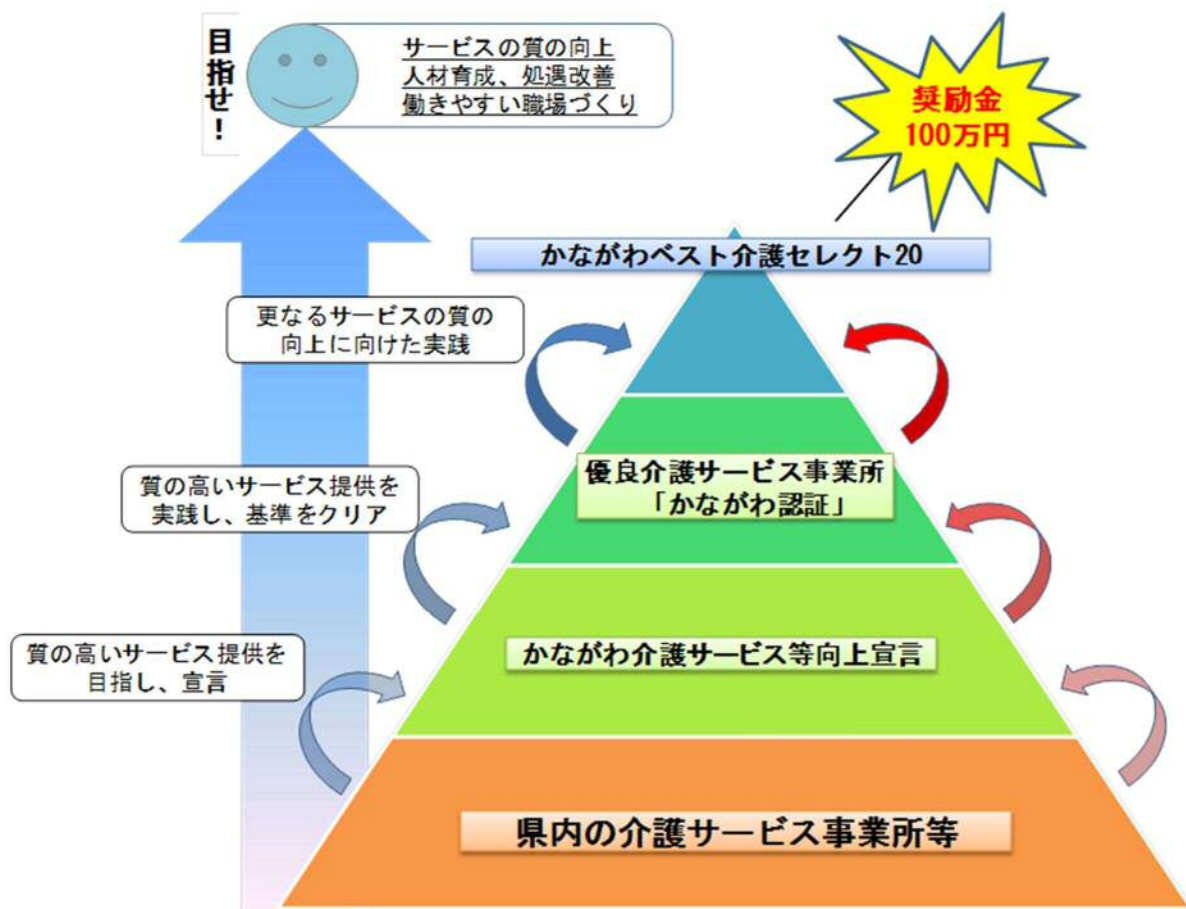 目指せ！
サービスの質の向上
人材育成、処遇改善
働きやすい職場づくり
奨励金
100万円
かながわベスト介護セレクト20
更なるサービスの質の
向上に向けた実践
優良介護サービス事業所
「かながわ認証」
質の高いサービス提供を
実践し、基準をクリア
かながわ介護サービス等向上宣言
質の高いサービス提供を
目指し、宣言
県内の介護サービス事業所等